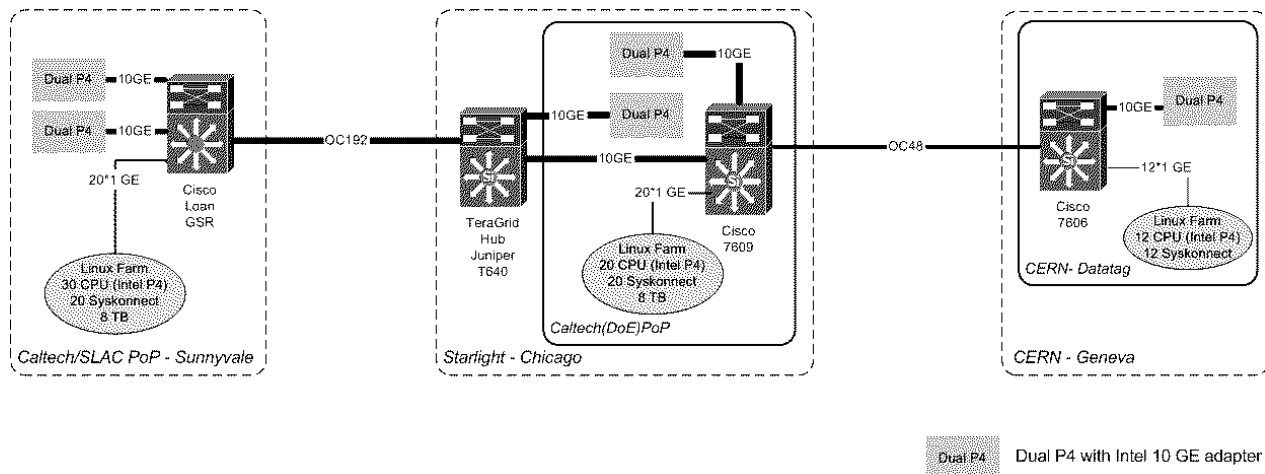 Dual P4
10GE
Dual P4
10GE
20*1 GE
Cisco
Loan
GSR
Linux Farm
30 CPU (Intel P4)
20 Syskonnect
8 TB
Caltech/SLAC PoP - Sunnyvale
OC192
TeraGrid
Hub
Juniper
T640
Dual P4
10GE
10GE
Dual P4
10GE
20*1 GE
Si
Si
Cisco
7609
Linux Farm
20 CPU (Intel P4)
20 Syskonnect
8 TB
Caltech(DoE)PoP
Starlight - Chicago
OC48
10GE
Dual P4
Si
12*1 GE
Cisco
7606
Linux Farm
12 CPU (Intel P4)
12 Syskonnect
CERN- Datatag
CERN - Geneva
Dual P4
Dual P4 with Intel 10 GE adapter